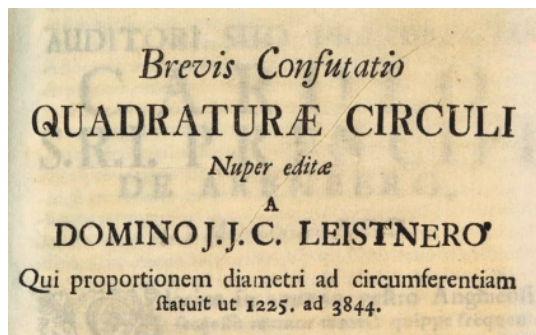 Brevis Confutatio
QUADRATURÆ CIRCULI
Nuper editæ
A
DOMINO J. J. C. LEISTNERO
Qui proportionem diametri ad circumferentiam
ſtatuit ut 1225. ad 3844.